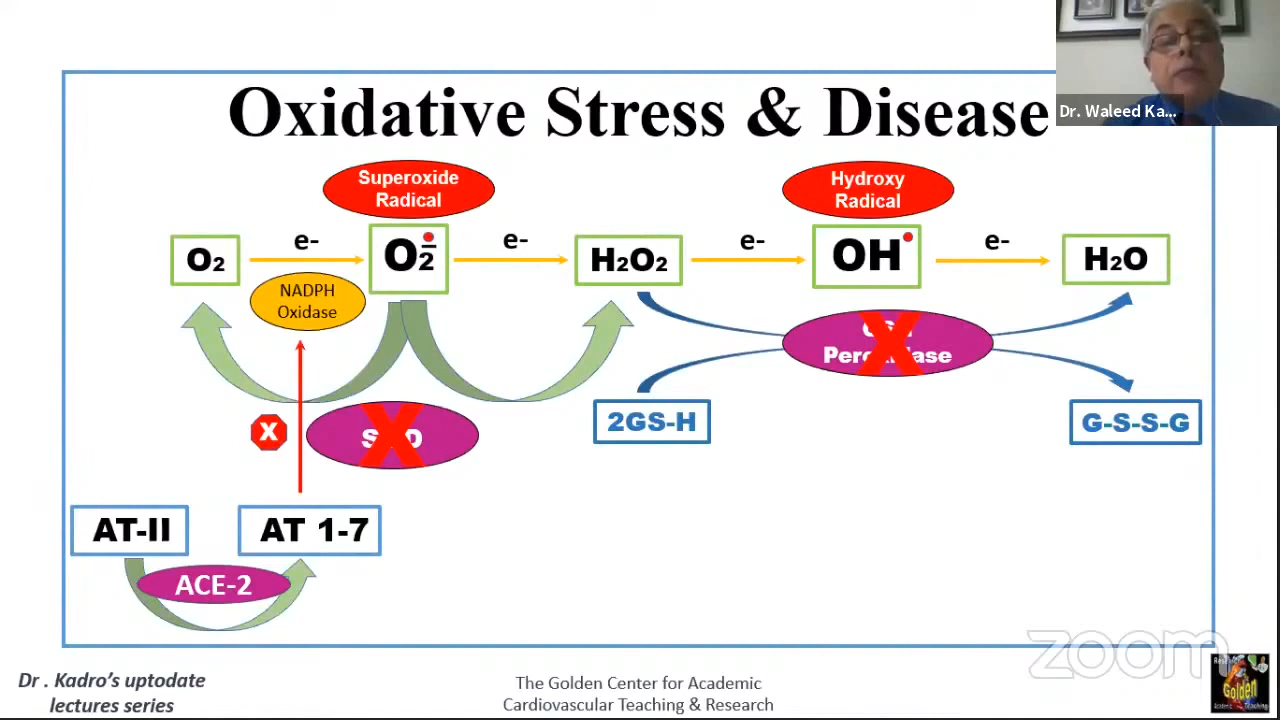 Dr. Waleed Ka...
Oxidative Stress & Disease
Superoxide
Radical
Hydroxy
Radical
O₂
e-
O₂•̅
e-
H₂O₂
e-
OH•
e-
H₂O
NADPH
Oxidase
2GS-H
G-S-S-G
X
AT-II
AT 1-7
ACE-2
zoom
Dr . Kadro’s uptodate
lectures series
The Golden Center for Academic
Cardiovascular Teaching & Research
Golden